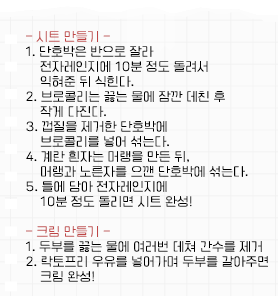 - 시트 만들기 -
1. 단호박은 반으로 잘라
전자레인지에 10분 정도 돌려서
익혀준 뒤 식힌다.
2. 브로콜리는 끓는 물에 잠깐 데친 후
작게 다진다.
3. 껍질을 제거한 단호박에
브로콜리를 넣어 섞는다.
4. 계란 흰자는 머랭을 만든 뒤,
머랭과 노른자를 으깬 단호박에 섞는다.
5. 틀에 담아 전자레인지에
10분 정도 돌리면 시트 완성!
- 크림 만들기 -
1. 두부를 끓는 물에 여러번 데쳐 간수를 제거
2. 락토프리 우유를 넣어가며 두부를 갈아주면
크림 완성!